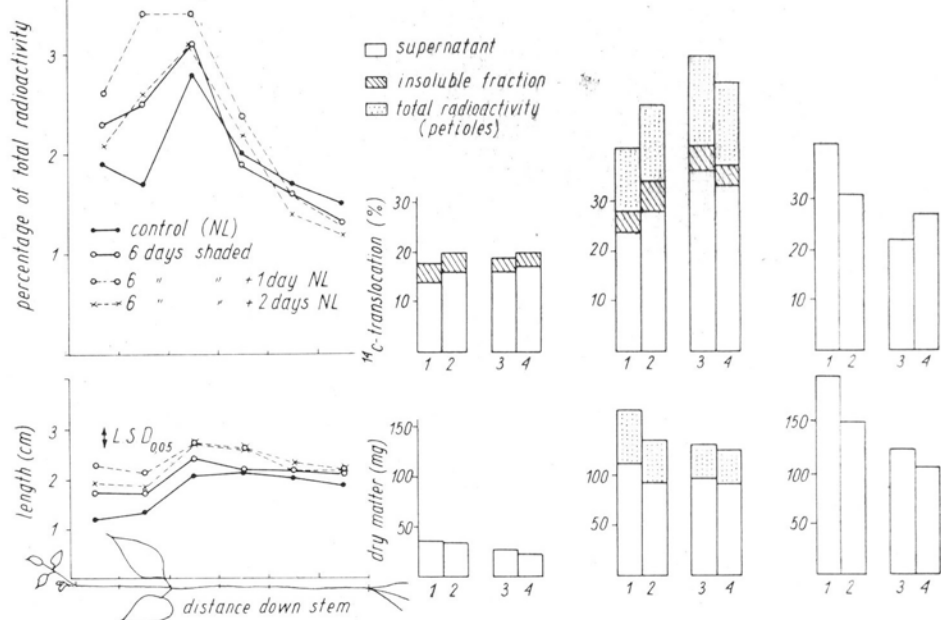 percentage of total radioactivity
3
2
1
control (NL)
6 days shaded
6 " " +1 day NL
6 " " +2 days NL
supernatant
insoluble fraction
total radioactivity
(petioles)
14C-translocation (%)
30
20
10
1 2 3 4
30
20
10
1 2 3 4
30
20
10
1 2 3 4
length (cm)
3
2
1
LSD0,05
distance down stem
dry matter (mg)
150
100
50
1 2 3 4
100
50
1 2 3 4
150
100
50
1 2 3 4